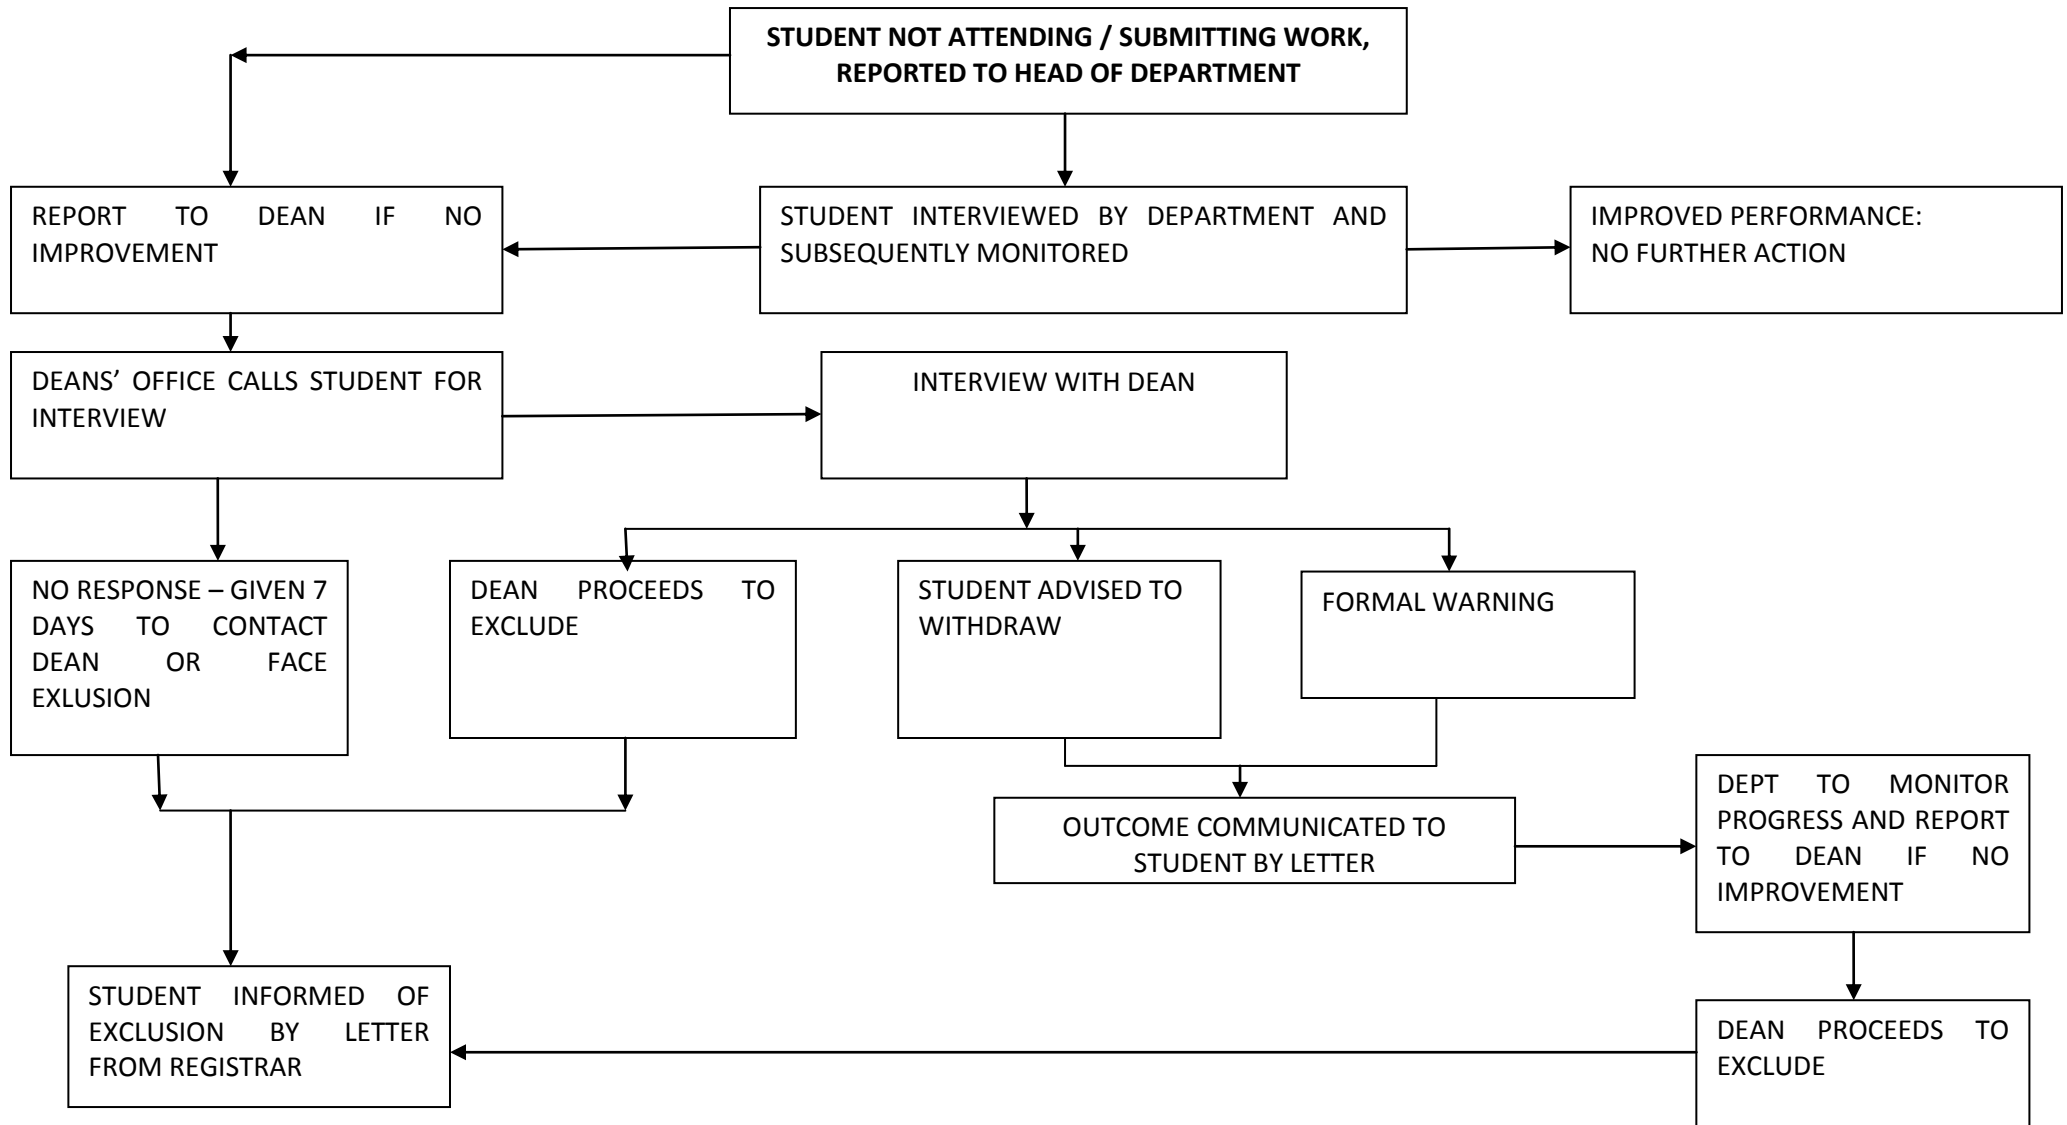 STUDENT NOT ATTENDING / SUBMITTING WORK,
REPORTED TO HEAD OF DEPARTMENT
REPORT TO DEAN IF NO
IMPROVEMENT
STUDENT INTERVIEWED BY DEPARTMENT AND
SUBSEQUENTLY MONITORED
IMPROVED PERFORMANCE:
NO FURTHER ACTION
DEANS’ OFFICE CALLS STUDENT FOR
INTERVIEW
INTERVIEW WITH DEAN
NO RESPONSE – GIVEN 7
DAYS TO CONTACT
DEAN OR FACE
EXLUSION
DEAN PROCEEDS TO
EXCLUDE
STUDENT ADVISED TO
WITHDRAW
FORMAL WARNING
OUTCOME COMMUNICATED TO
STUDENT BY LETTER
DEPT TO MONITOR
PROGRESS AND REPORT
TO DEAN IF NO
IMPROVEMENT
STUDENT INFORMED OF
EXCLUSION BY LETTER
FROM REGISTRAR
DEAN PROCEEDS TO
EXCLUDE